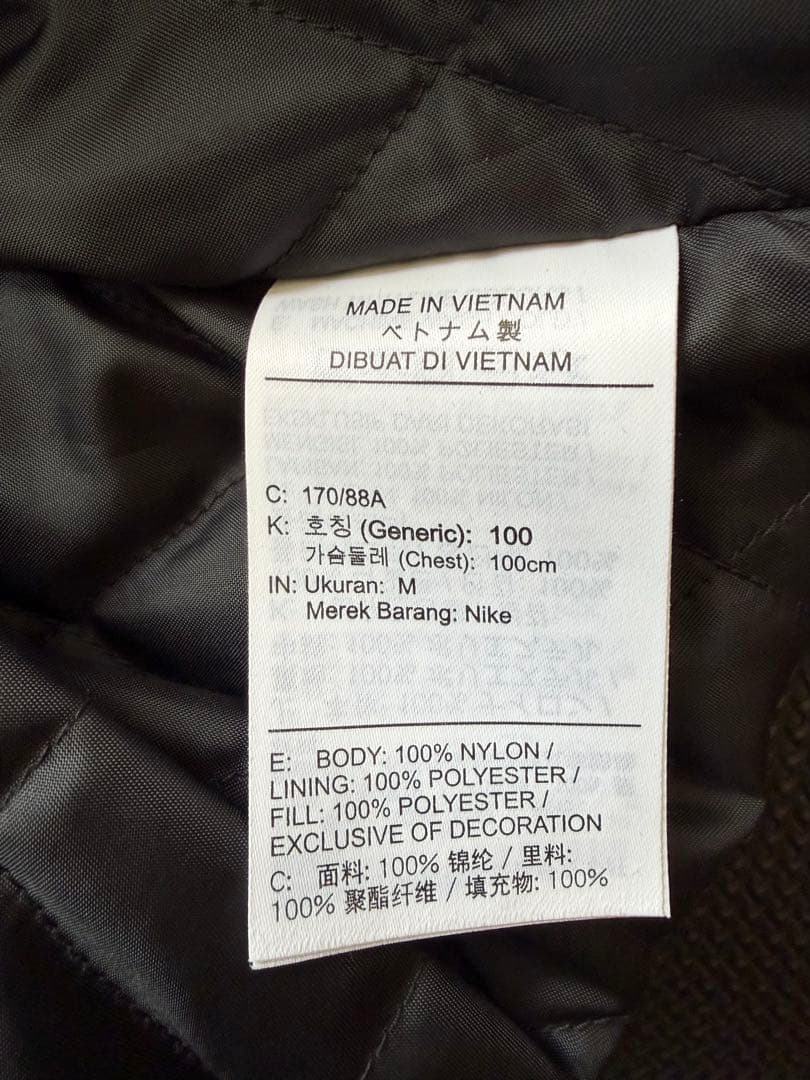 MADE IN VIETNAM
ベトナム製
DIBUAT DI VIETNAM
C: 170/88A
K: 호칭 (Generic): 100
가슴둘레 (Chest): 100cm
IN: Ukuran: M
Merek Barang: Nike
E: BODY: 100% NYLON /
LINING: 100% POLYESTER /
FILL: 100% POLYESTER /
EXCLUSIVE OF DECORATION
C: 面料: 100% 锦纶 / 里料:
100% 聚酯纤维 / 填充物: 100%